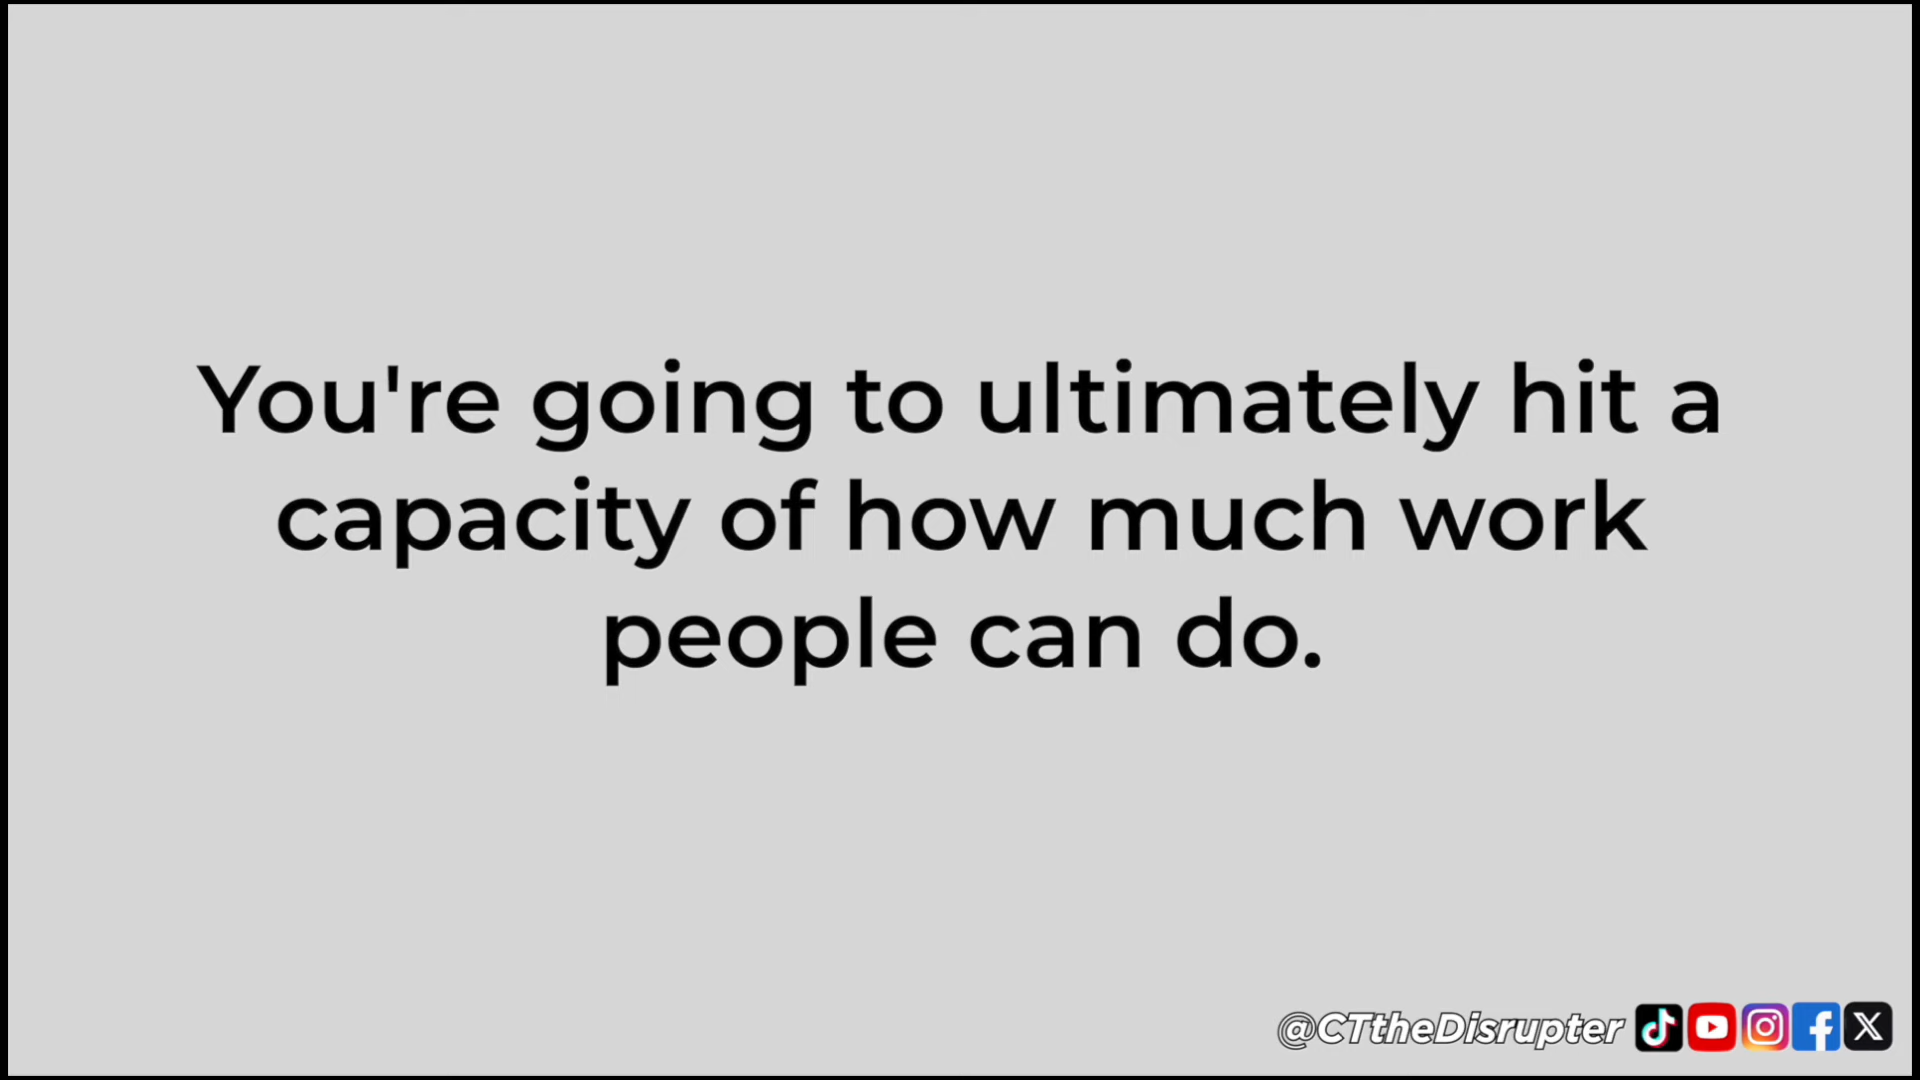 You're going to ultimately hit a
capacity of how much work
people can do.
@CTtheDisrupter